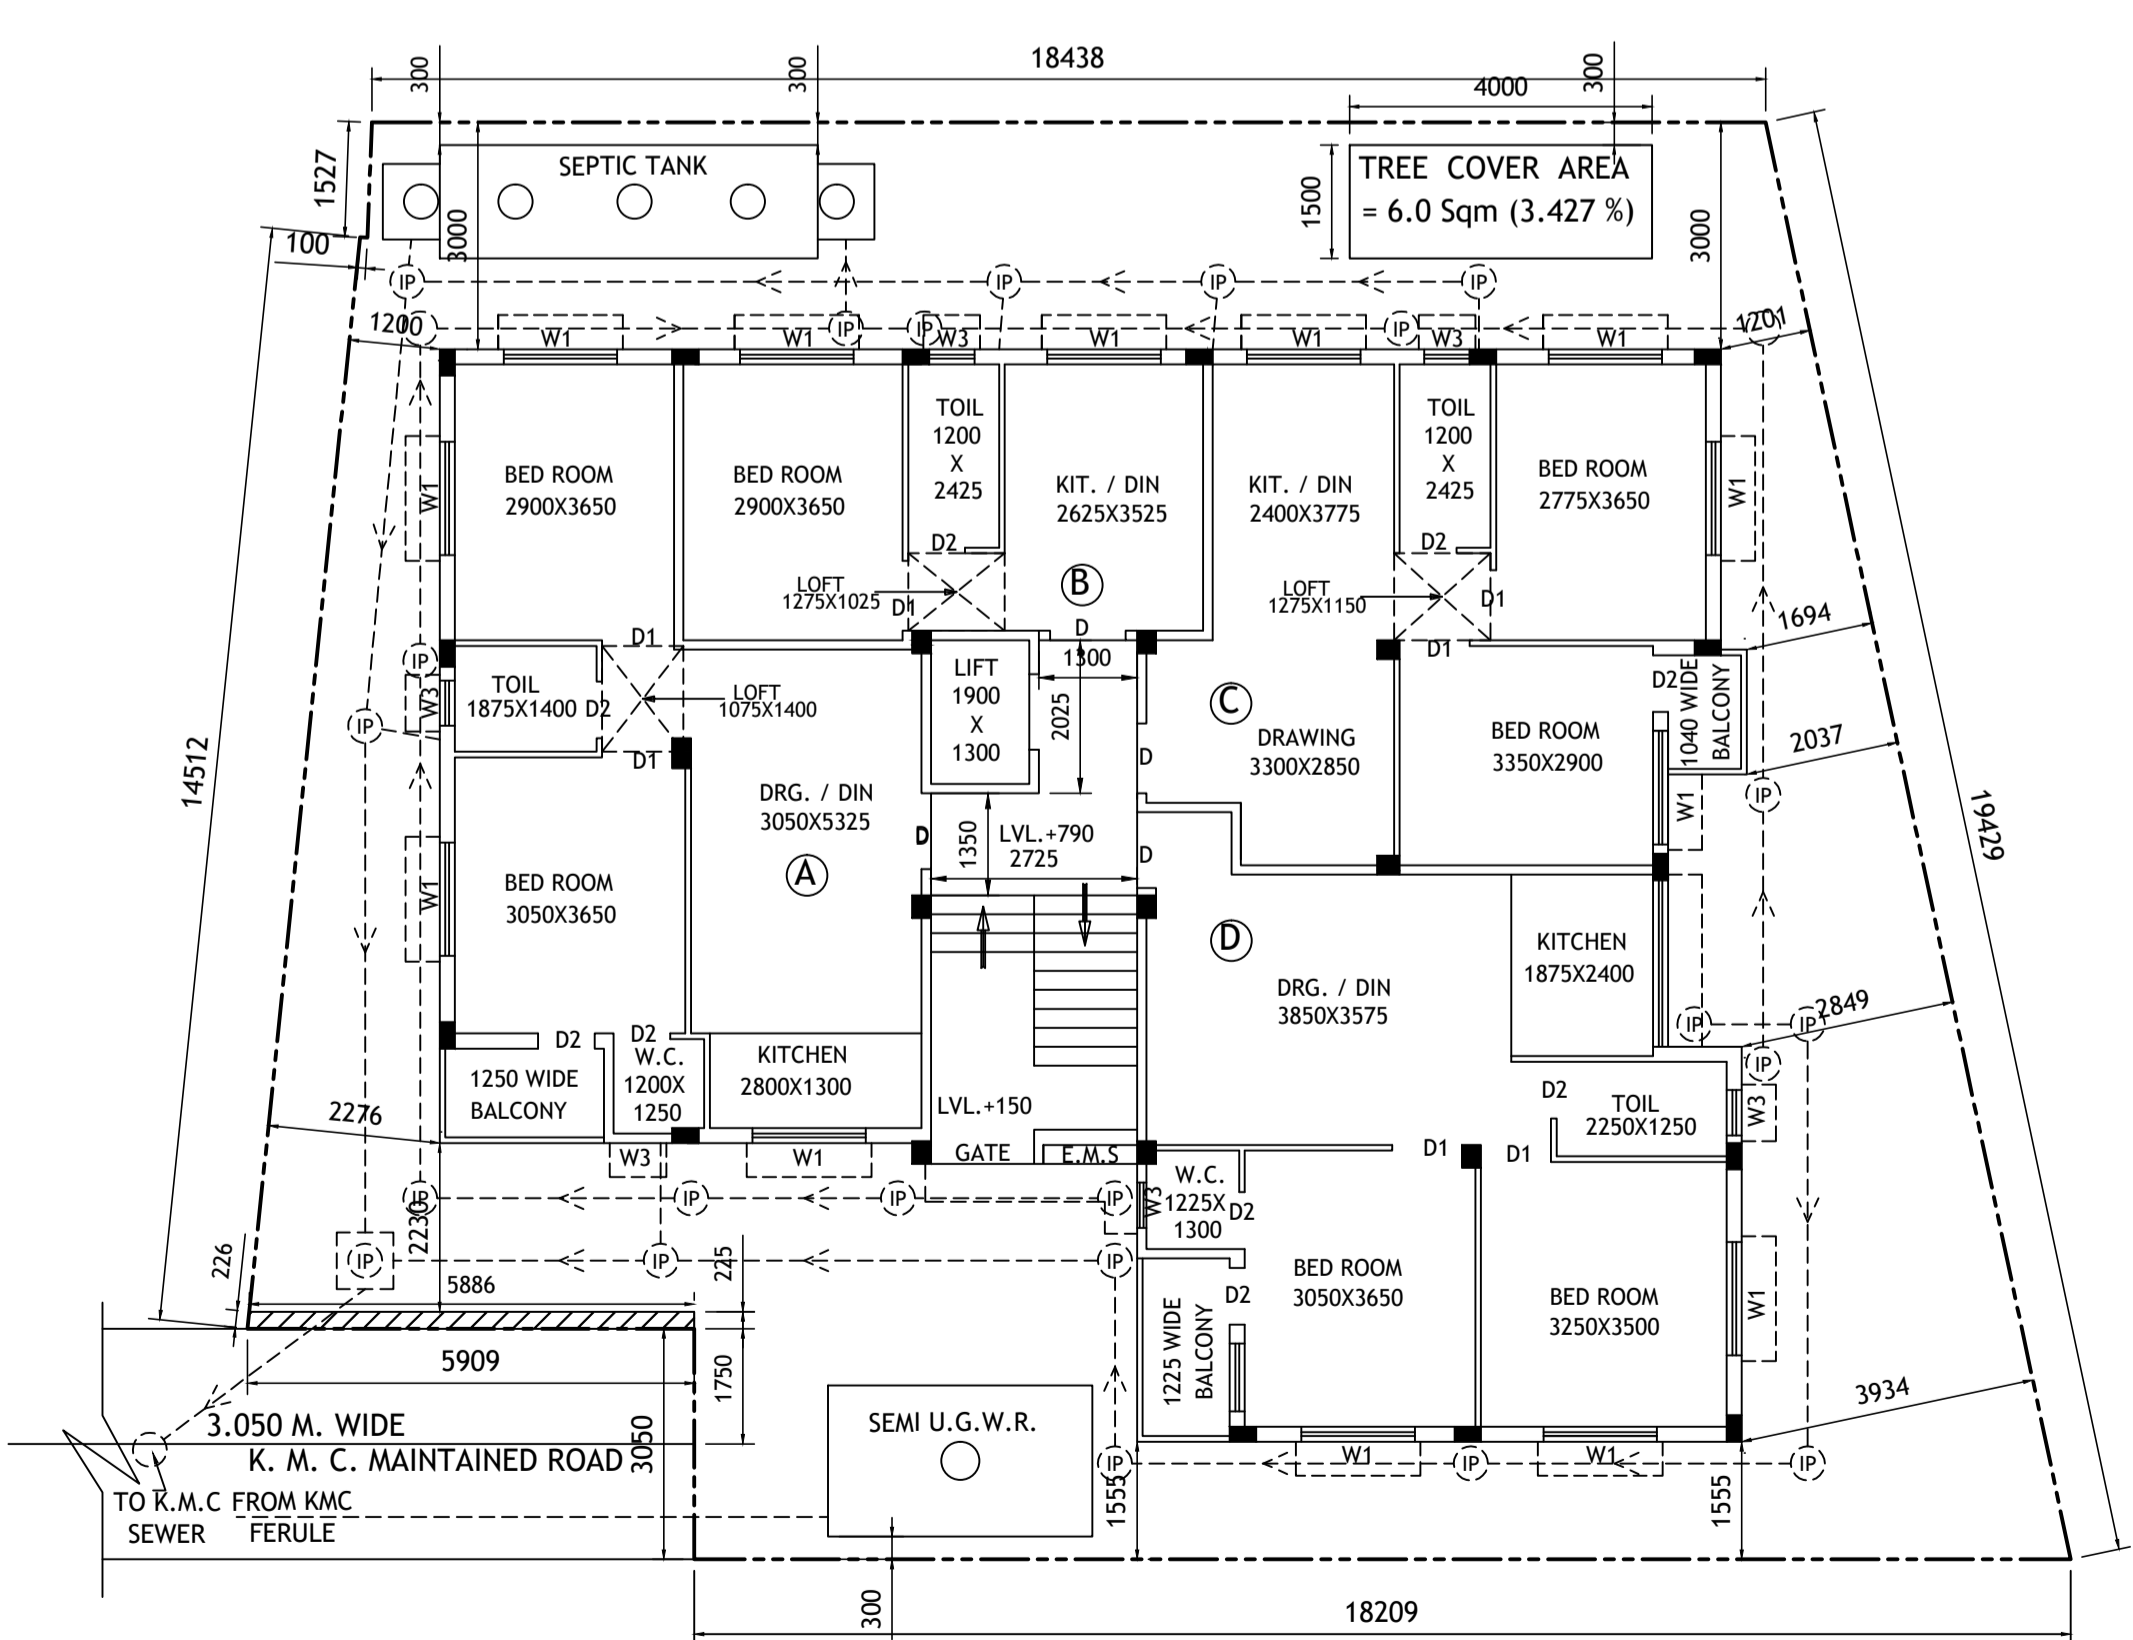 18438
300
300
300
4000
1527
SEPTIC TANK
TREE COVER AREA
= 6.0 Sqm (3.427 %)
1500
3000
3000
100
IP
IP
IP
IP
1200
IP
IP
IP
1201
W1
W1
W3
W1
W1
W3
W1
TOIL
1200
X
2425
TOIL
1200
X
2425
BED ROOM
2900X3650
BED ROOM
2900X3650
KIT. / DIN
2625X3525
KIT. / DIN
2400X3775
BED ROOM
2775X3650
W1
W1
D2
D2
LOFT
1275X1025
D1
B
LOFT
1275X1150
D1
D
1300
D1
D1
1694
IP
TOIL
1875X1400
D2
LOFT
1075X1400
LIFT
1900
X
1300
2025
C
D2
1040 WIDE
BALCONY
W3
IP
D1
D
DRAWING
3300X2850
BED ROOM
3350X2900
2037
14512
DRG. / DIN
3050X5325
W1
IP
19429
D
1350
LVL.+790
2725
D
A
BED ROOM
3050X3650
W1
D
KITCHEN
1875X2400
DRG. / DIN
3850X3575
2849
IP
IP
D2
D2
W.C.
1200X
1250
KITCHEN
2800X1300
1250 WIDE
BALCONY
LVL.+150
IP
D2
TOIL
2250X1250
W3
2276
GATE
E.M.S
D1
D1
W3
W1
W.C.
1225X
1300
W3
D2
IP
IP
IP
IP
2230
226
IP
IP
225
IP
5886
BED ROOM
3050X3650
D2
BED ROOM
3250X3500
W1
1225 WIDE
BALCONY
5909
1750
3934
3.050 M. WIDE
K. M. C. MAINTAINED ROAD
3050
SEMI U.G.W.R.
IP
W1
IP
W1
IP
TO K.M.C
SEWER
FROM KMC
FERULE
1555
1555
300
18209